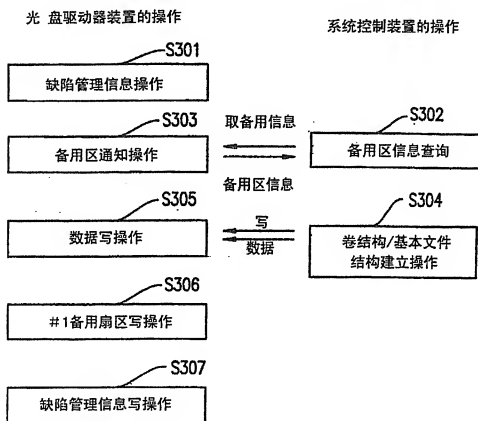 光 盘驱动器装置的操作
系统控制装置的操作
S301
缺陷管理信息操作
S303
取备用信息
S302
备用区通知操作
备用区信息查询
备用区信息
S305
S304
数据写操作
写
数据
卷结构/基本文件
结构建立操作
S306
#1备用扇区写操作
S307
缺陷管理信息写操作